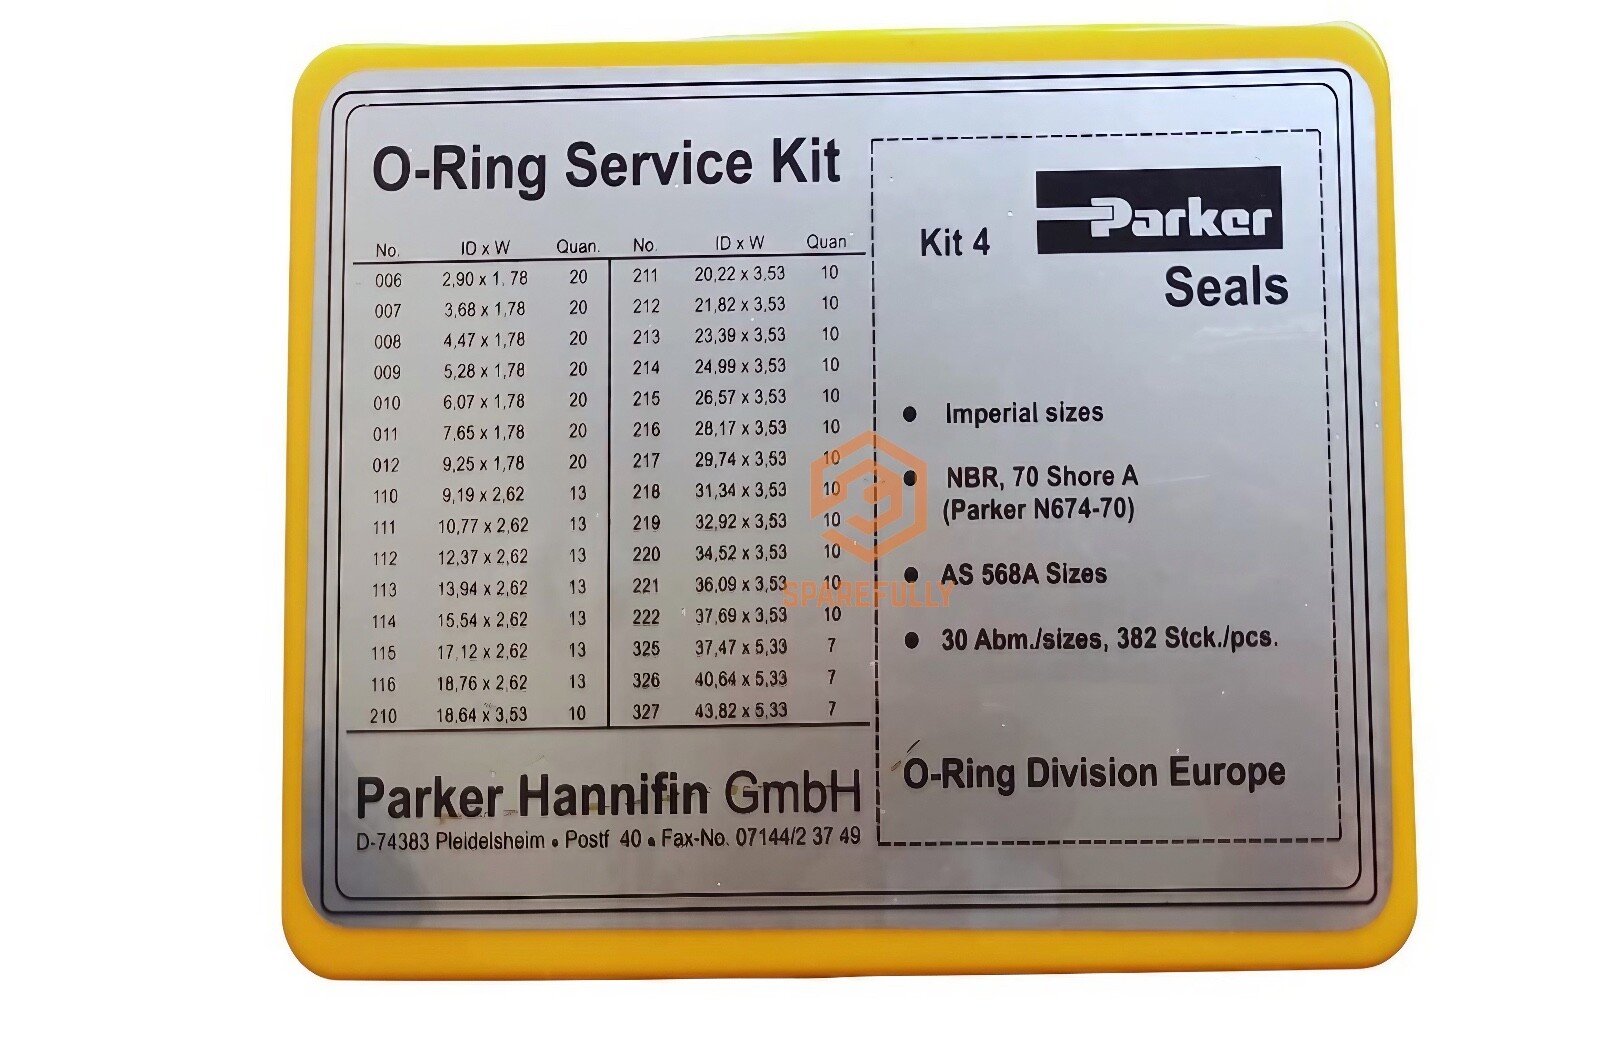 O-Ring Service Kit
No. ID x W Quan. No. ID x W Quan
006 2,90 x 1,78 20 211 20,22 x 3,53 10
007 3,68 x 1,78 20 212 21,82 x 3,53 10
008 4,47 x 1,78 20 213 23,39 x 3,53 10
009 5,28 x 1,78 20 214 24,99 x 3,53 10
010 6,07 x 1,78 20 215 26,57 x 3,53 10
011 7,65 x 1,78 20 216 28,17 x 3,53 10
012 9,25 x 1,78 20 217 29,74 x 3,53 10
110 9,19 x 2,62 13 218 31,34 x 3,53 10
111 10,77 x 2,62 13 219 32,92 x 3,53 10
112 12,37 x 2,62 13 220 34,52 x 3,53 10
113 13,94 x 2,62 13 221 36,09 x 3,53 10
114 15,54 x 2,62 13 222 37,69 x 3,53 10
115 17,12 x 2,62 13 325 37,47 x 5,33 7
116 18,76 x 2,62 13 326 40,64 x 5,33 7
210 18,64 x 3,53 10 327 43,82 x 5,33 7
Parker Hannifin GmbH
D-74383 Pleidelsheim • Postf 40 • Fax-No. 07144/2 37 49
Kit 4
Parker
Seals
• Imperial sizes
• NBR, 70 Shore A
(Parker N674-70)
• AS 568A Sizes
• 30 Abm./sizes, 382 Stck./pcs.
O-Ring Division Europe
SPAREFULLY